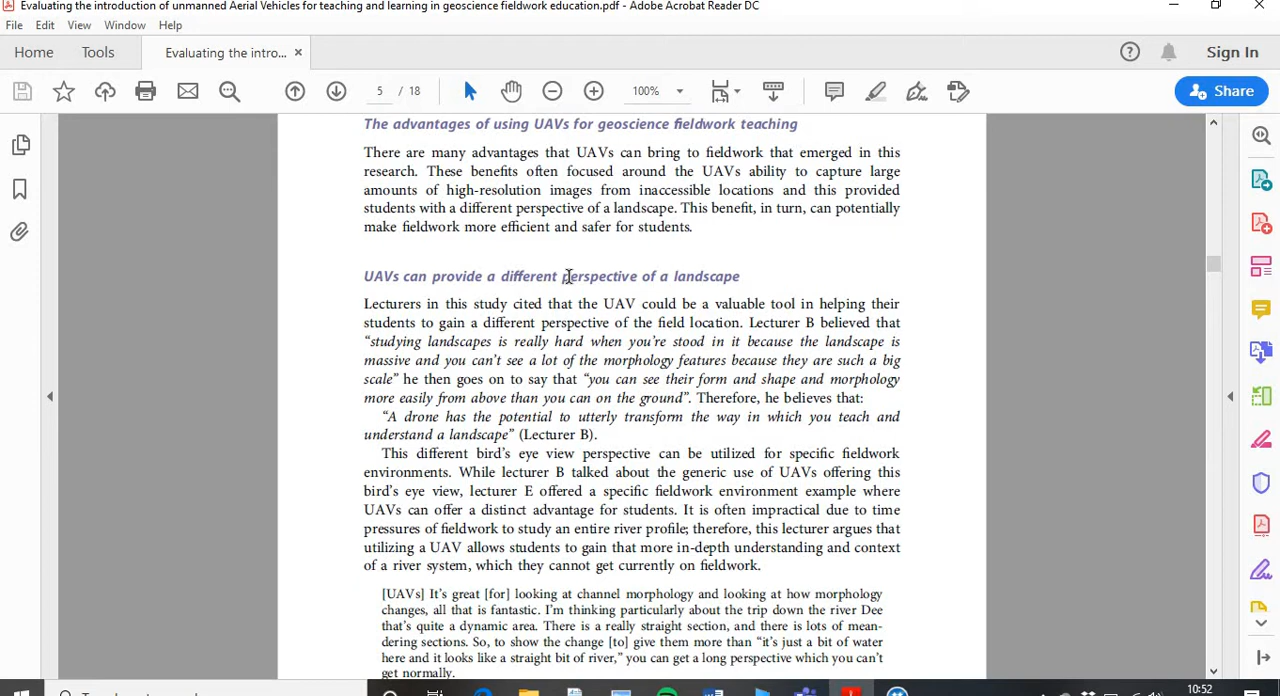 Evaluating the introduction of unmanned Aerial Vehicles for teaching and learning in geoscience fieldwork education.pdf - Adobe Acrobat Reader DC
File Edit View Window Help
Home Tools Evaluating the intro... × Sign In
5 / 18 100% Share
The advantages of using UAVs for geoscience fieldwork teaching
There are many advantages that UAVs can bring to fieldwork that emerged in this
research. These benefits often focused around the UAVs ability to capture large
amounts of high-resolution images from inaccessible locations and this provided
students with a different perspective of a landscape. This benefit, in turn, can potentially
make fieldwork more efficient and safer for students.
UAVs can provide a different perspective of a landscape
Lecturers in this study cited that the UAV could be a valuable tool in helping their
students to gain a different perspective of the field location. Lecturer B believed that
“studying landscapes is really hard when you’re stood in it because the landscape is
massive and you can’t see a lot of the morphology features because they are such a big
scale” he then goes on to say that “you can see their form and shape and morphology
more easily from above than you can on the ground”. Therefore, he believes that:
“A drone has the potential to utterly transform the way in which you teach and
understand a landscape” (Lecturer B).
This different bird’s eye view perspective can be utilized for specific fieldwork
environments. While lecturer B talked about the generic use of UAVs offering this
bird’s eye view, lecturer E offered a specific fieldwork environment example where
UAVs can offer a distinct advantage for students. It is often impractical due to time
pressures of fieldwork to study an entire river profile; therefore, this lecturer argues that
utilizing a UAV allows students to gain that more in-depth understanding and context
of a river system, which they cannot get currently on fieldwork.
[UAVs] It’s great [for] looking at channel morphology and looking at how morphology
changes, all that is fantastic. I’m thinking particularly about the trip down the river Dee
that’s quite a dynamic area. There is a really straight section, and there is lots of mean-
dering sections. So, to show the change [to] give them more than “it’s just a bit of water
here and it looks like a straight bit of river,” you can get a long perspective which you can’t
get normally.
10:52